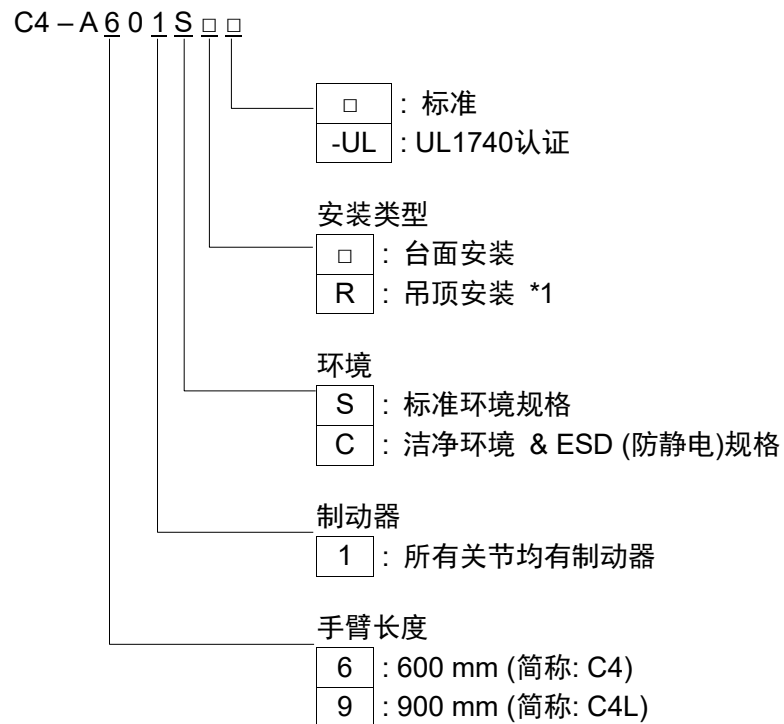 C4 – A 6 0 1 S □ □
□ : 标准
-UL : UL1740认证
安装类型
□ : 台面安装
R : 吊顶安装 *1
环境
S : 标准环境规格
C : 洁净环境 & ESD (防静电)规格
制动器
1 : 所有关节均有制动器
手臂长度
6 : 600 mm (简称: C4)
9 : 900 mm (简称: C4L)